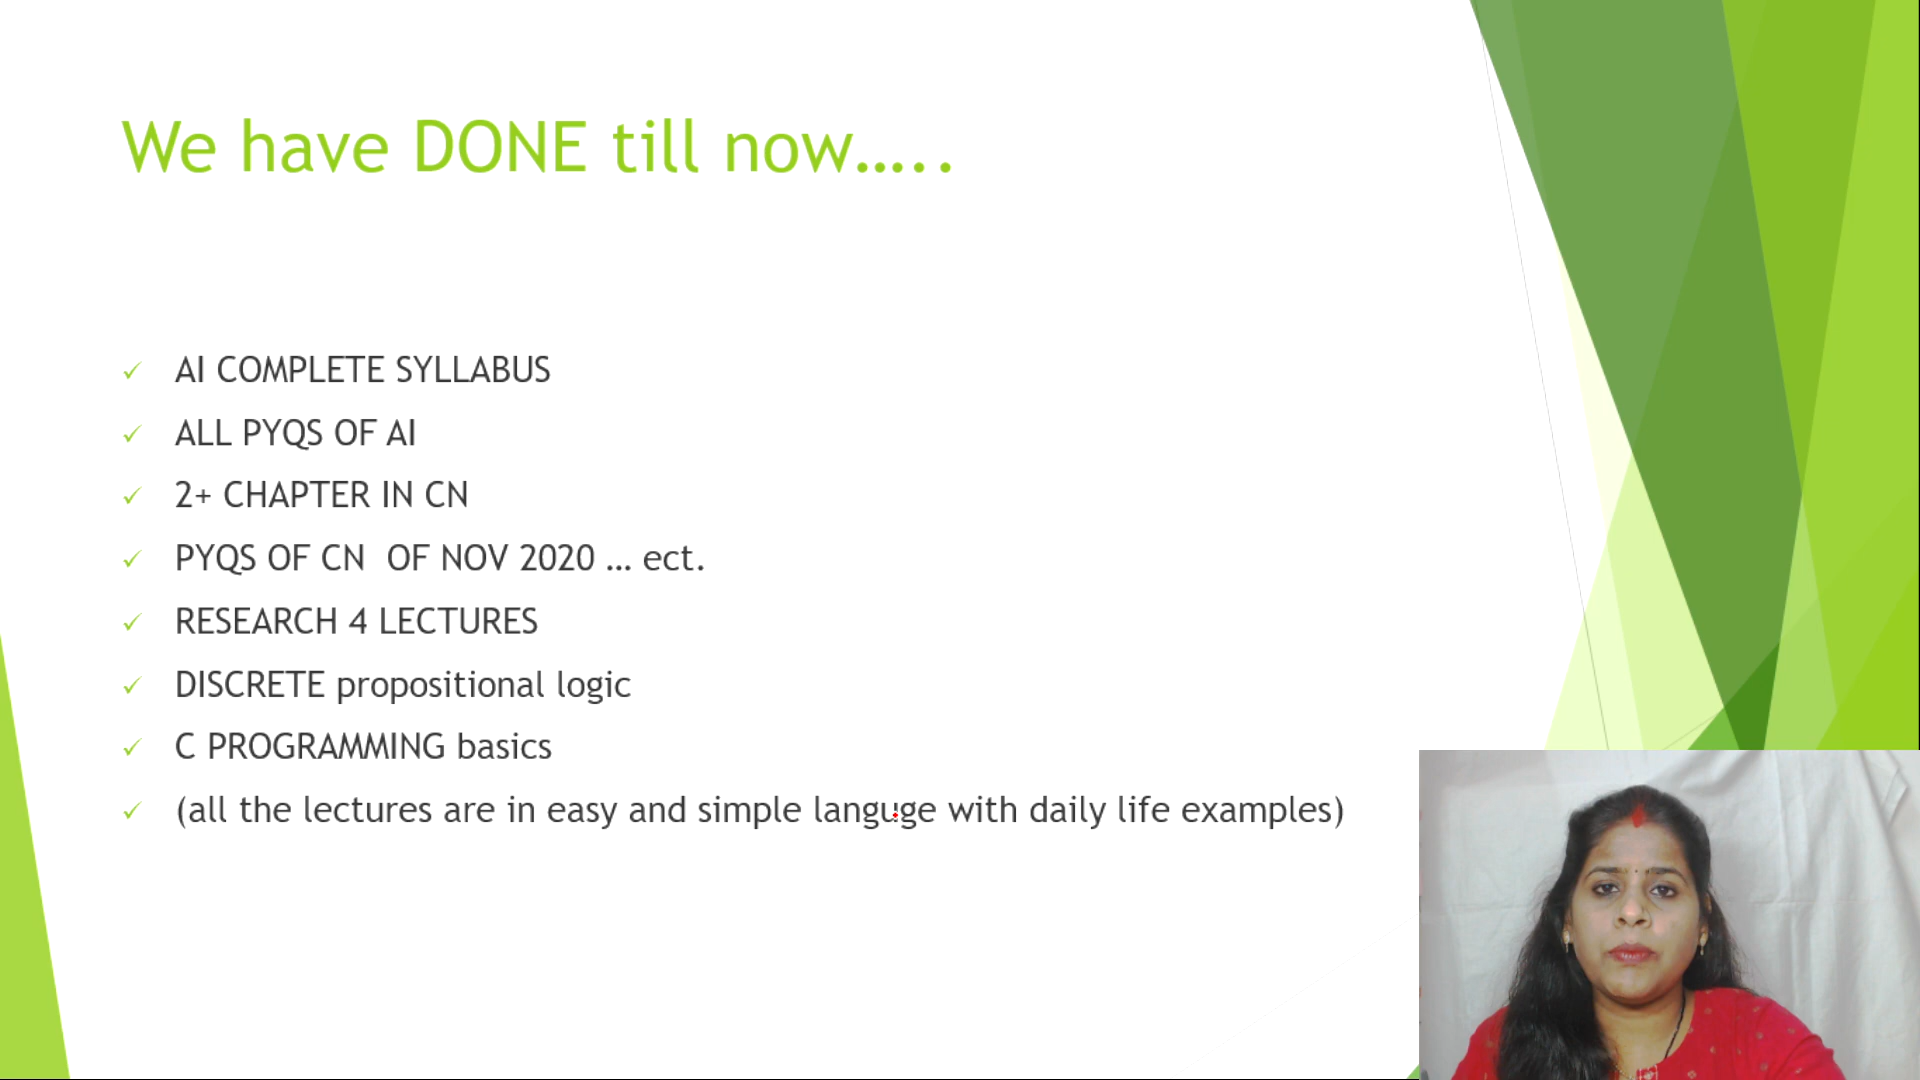 We have DONE till now…..
✓ AI COMPLETE SYLLABUS
✓ ALL PYQS OF AI
✓ 2+ CHAPTER IN CN
✓ PYQS OF CN  OF NOV 2020 … ect.
✓ RESEARCH 4 LECTURES
✓ DISCRETE propositional logic
✓ C PROGRAMMING basics
✓ (all the lectures are in easy and simple languge with daily life examples)